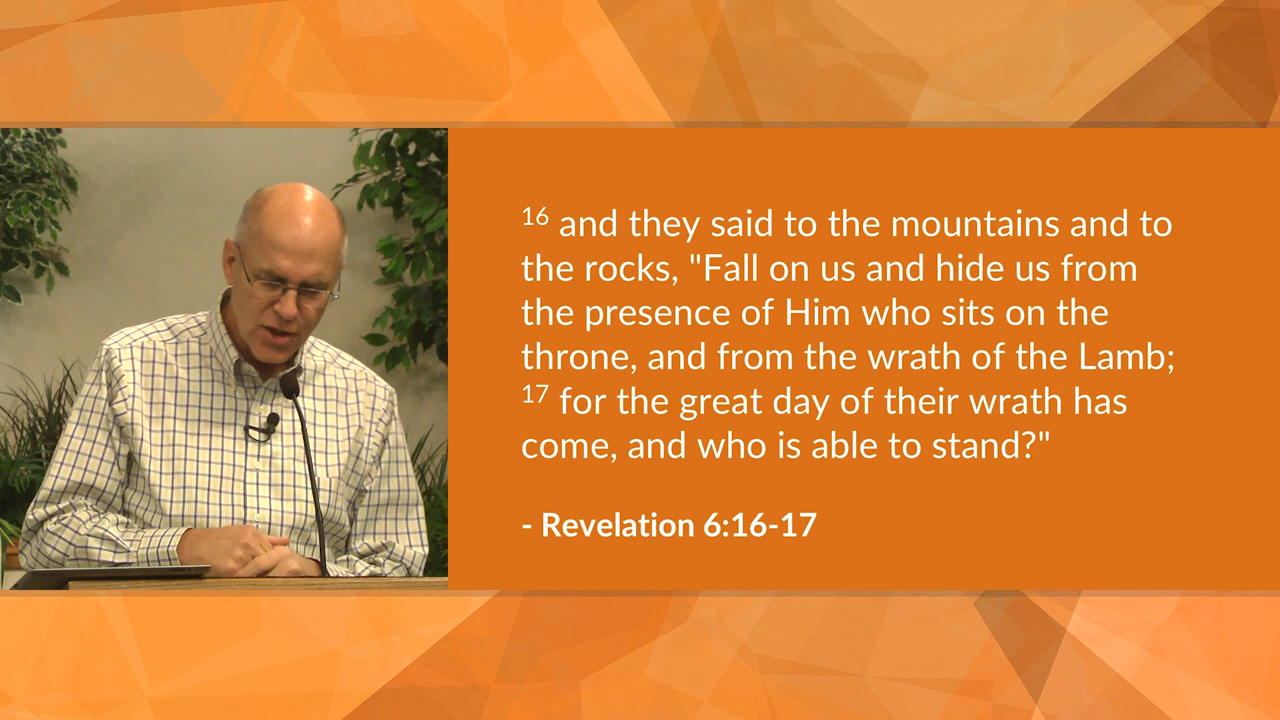 16 and they said to the mountains and to
the rocks, "Fall on us and hide us from
the presence of Him who sits on the
throne, and from the wrath of the Lamb;
17 for the great day of their wrath has
come, and who is able to stand?"
- Revelation 6:16-17